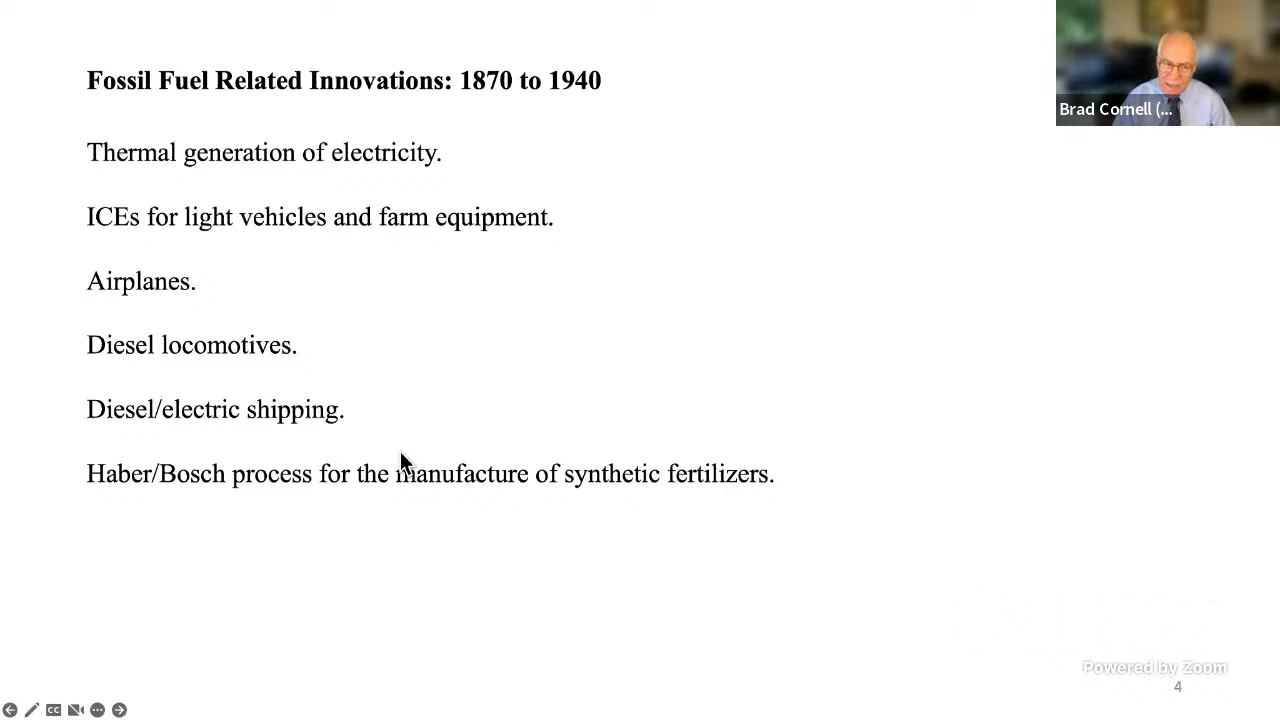 Fossil Fuel Related Innovations: 1870 to 1940
Brad Cornell (...
Thermal generation of electricity.
ICEs for light vehicles and farm equipment.
Airplanes.
Diesel locomotives.
Diesel/electric shipping.
Haber/Bosch process for the manufacture of synthetic fertilizers.
Powered by Zoom
4
CC